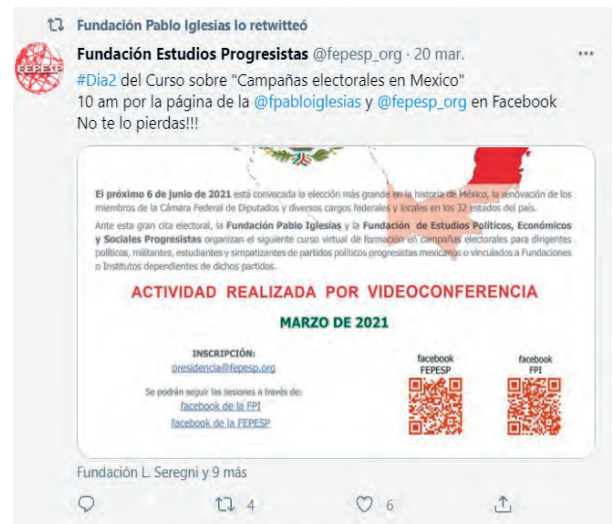 Fundación Pablo Iglesias lo retwitteó
Fundación Estudios Progresistas @fepesp_org · 20 mar.
FEPESP
#Dia2 del Curso sobre "Campañas electorales en Mexico"
10 am por la página de la @fpabloiglesias y @fepesp_org en Facebook
No te lo pierdas!!!
El próximo 6 de junio de 2021 está convocada la elección más grande en la historia de México, la renovación de los
miembros de la Cámara Federal de Diputados y diversos cargos federales y locales en los 32 estados del país.
Ante esta gran cita electoral, la Fundación Pablo Iglesias y la Fundación de Estudios Políticos, Económicos
y Sociales Progresistas organizan el siguiente curso virtual de formación en campañas electorales para dirigentes
políticos, militantes, estudiantes y simpatizantes de partidos políticos progresistas mexicanos o vinculados a Fundaciones
o Institutos dependientes de dichos partidos.
ACTIVIDAD REALIZADA POR VIDEOCONFERENCIA
MARZO DE 2021
INSCRIPCIÓN:
presidencia@fepesp.org
Se podrán seguir las sesiones a través de:
facebook de la FPI
facebook de la FEPESP
facebook
FEPESP
facebook
FPI
Fundación L. Seregni y 9 más
4
6